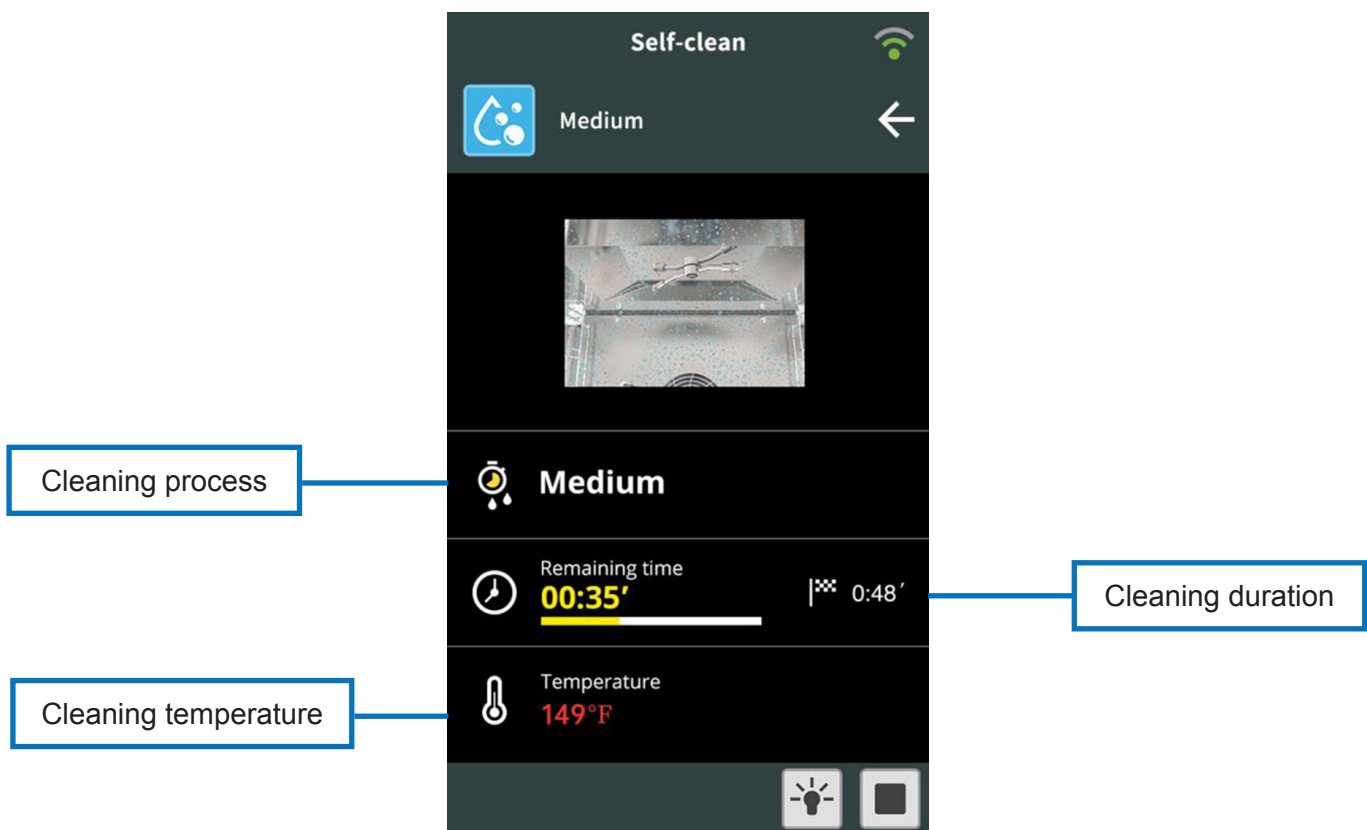 Self-clean
Medium
Cleaning process
Medium
Remaining time
00:35′
0:48′
Cleaning duration
Cleaning temperature
Temperature
149°F